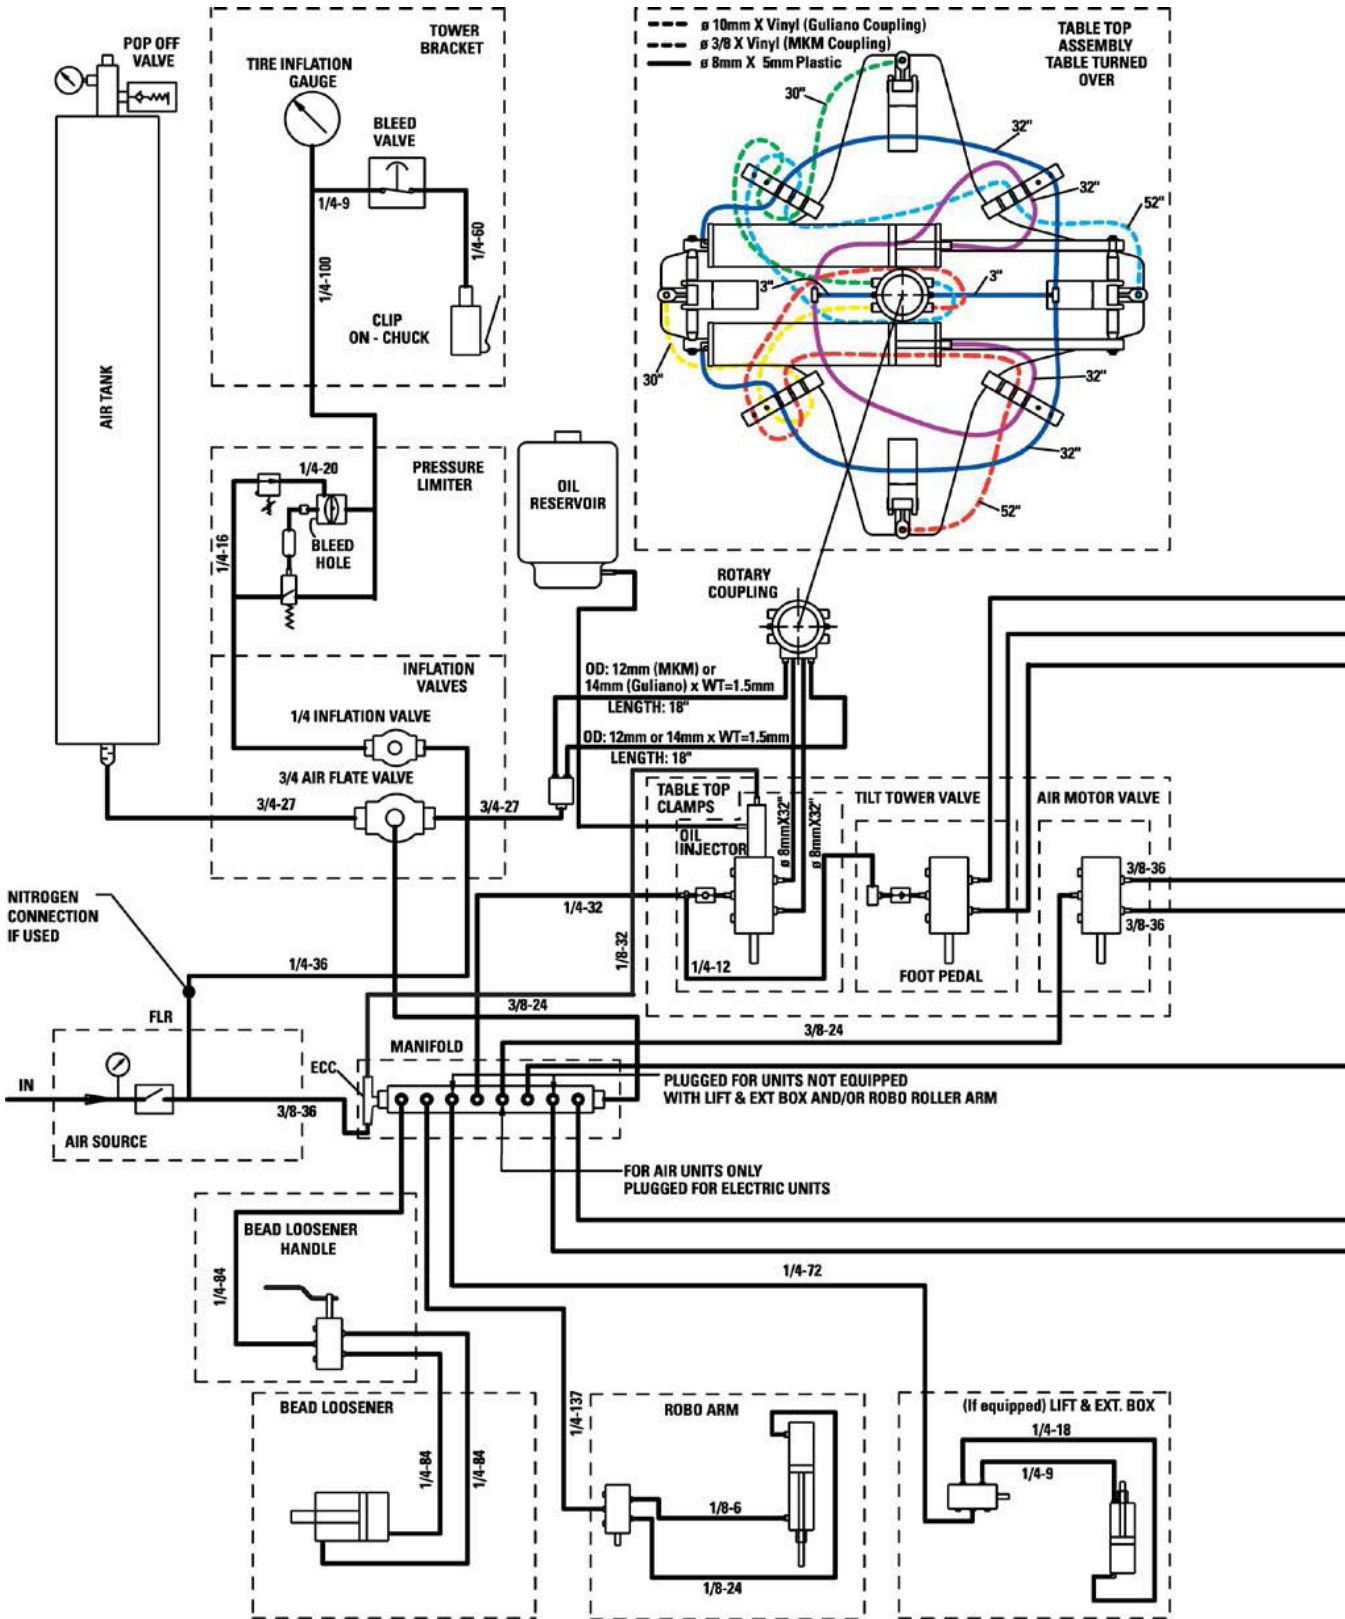 POP OFF
VALVE
AIR TANK
TOWER
BRACKET
TIRE INFLATION
GAUGE
BLEED
VALVE
1/4-9
1/4-60
1/4-100
CLIP
ON - CHUCK
ø 10mm X Vinyl (Guliano Coupling)
ø 3/8 X Vinyl (MKM Coupling)
ø 8mm X 5mm Plastic
TABLE TOP
ASSEMBLY
TABLE TURNED
OVER
30"
32"
32"
52"
3"
3"
30"
32"
32"
52"
PRESSURE
LIMITER
1/4-20
BLEED
HOLE
1/4-16
OIL
RESERVOIR
ROTARY
COUPLING
INFLATION
VALVES
1/4 INFLATION VALVE
3/4 AIR FLATE VALVE
3/4-27
3/4-27
OD: 12mm (MKM) or
14mm (Guliano) x WT=1.5mm
LENGTH: 18"
OD: 12mm or 14mm x WT=1.5mm
LENGTH: 18"
TABLE TOP
CLAMPS
OIL
INJECTOR
ø 8mmX32"
ø 8mmX32"
TILT TOWER VALVE
AIR MOTOR VALVE
3/8-36
3/8-36
FOOT PEDAL
1/4-32
1/8-32
1/4-12
NITROGEN
CONNECTION
IF USED
1/4-36
3/8-24
3/8-24
FLR
IN
AIR SOURCE
3/8-36
ECC
MANIFOLD
PLUGGED FOR UNITS NOT EQUIPPED
WITH LIFT & EXT BOX AND/OR ROBO ROLLER ARM
FOR AIR UNITS ONLY
PLUGGED FOR ELECTRIC UNITS
BEAD LOOSENER
HANDLE
1/4-84
1/4-72
BEAD LOOSENER
1/4-84
1/4-84
1/4-137
ROBO ARM
1/8-6
1/8-24
(If equipped) LIFT & EXT. BOX
1/4-18
1/4-9